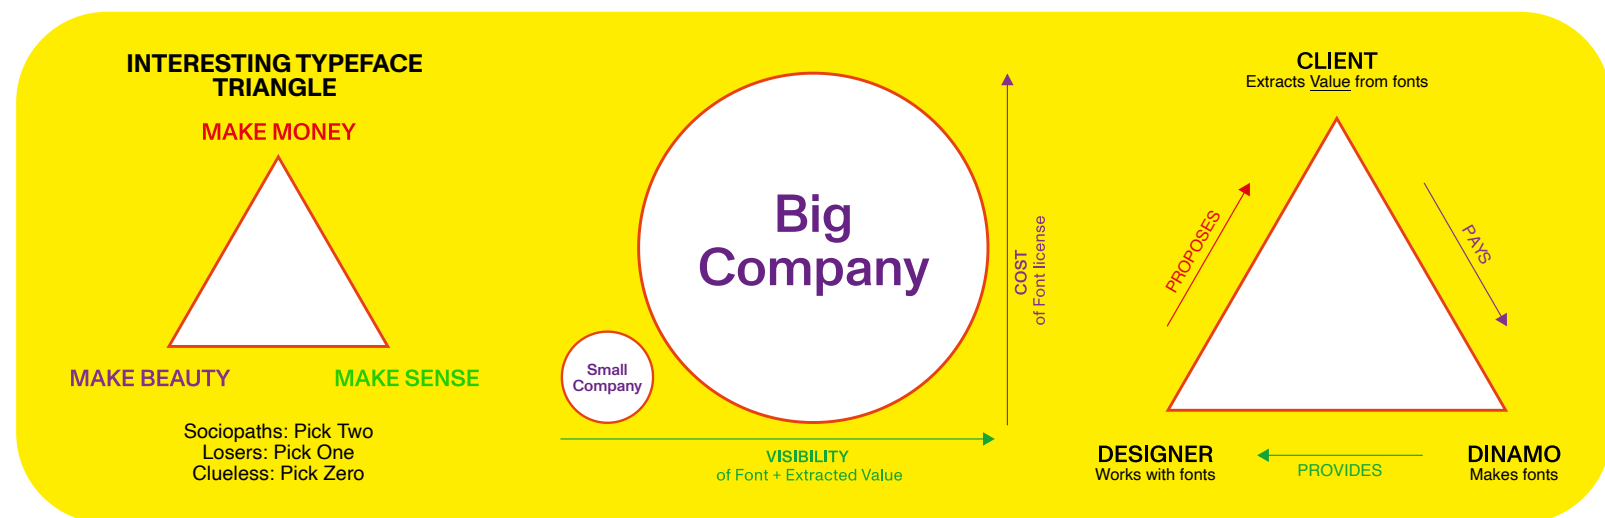 INTERESTING TYPEFACE
TRIANGLE
MAKE MONEY
MAKE BEAUTY
MAKE SENSE
Sociopaths: Pick Two
Losers: Pick One
Clueless: Pick Zero
Big
Company
Small
Company
COST
of Font license
VISIBILITY
of Font + Extracted Value
CLIENT
Extracts Value from fonts
PROPOSES
PAYS
DESIGNER
Works with fonts
PROVIDES
DINAMO
Makes fonts